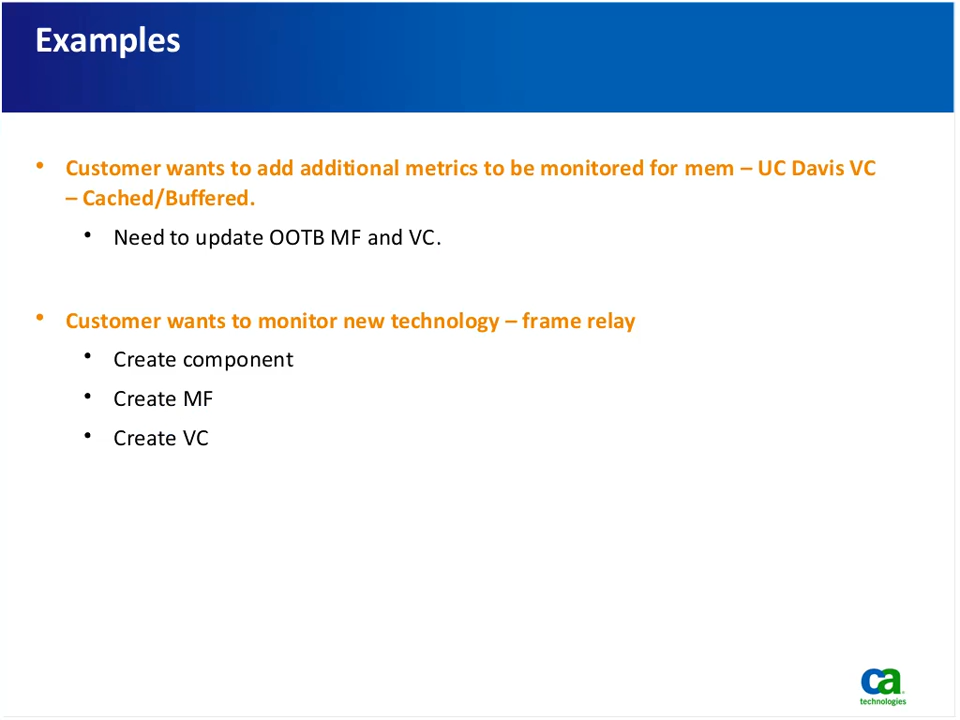 Examples
• Customer wants to add additional metrics to be monitored for mem – UC Davis VC
– Cached/Buffered.
• Need to update OOTB MF and VC.
• Customer wants to monitor new technology – frame relay
• Create component
• Create MF
• Create VC
ca
technologies